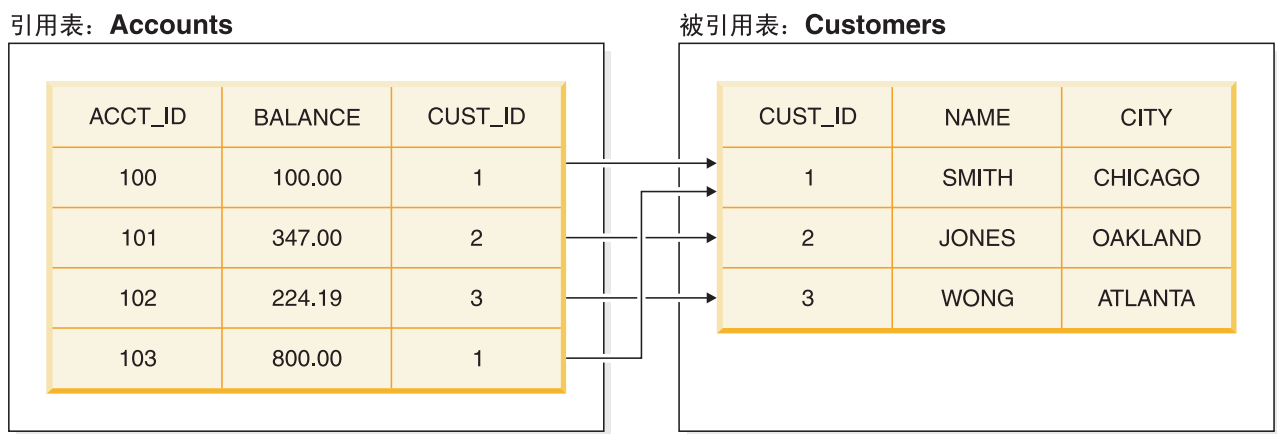 引用表：Accounts
ACCT_ID BALANCE CUST_ID
100 100.00 1
101 347.00 2
102 224.19 3
103 800.00 1
被引用表：Customers
CUST_ID NAME CITY
1 SMITH CHICAGO
2 JONES OAKLAND
3 WONG ATLANTA